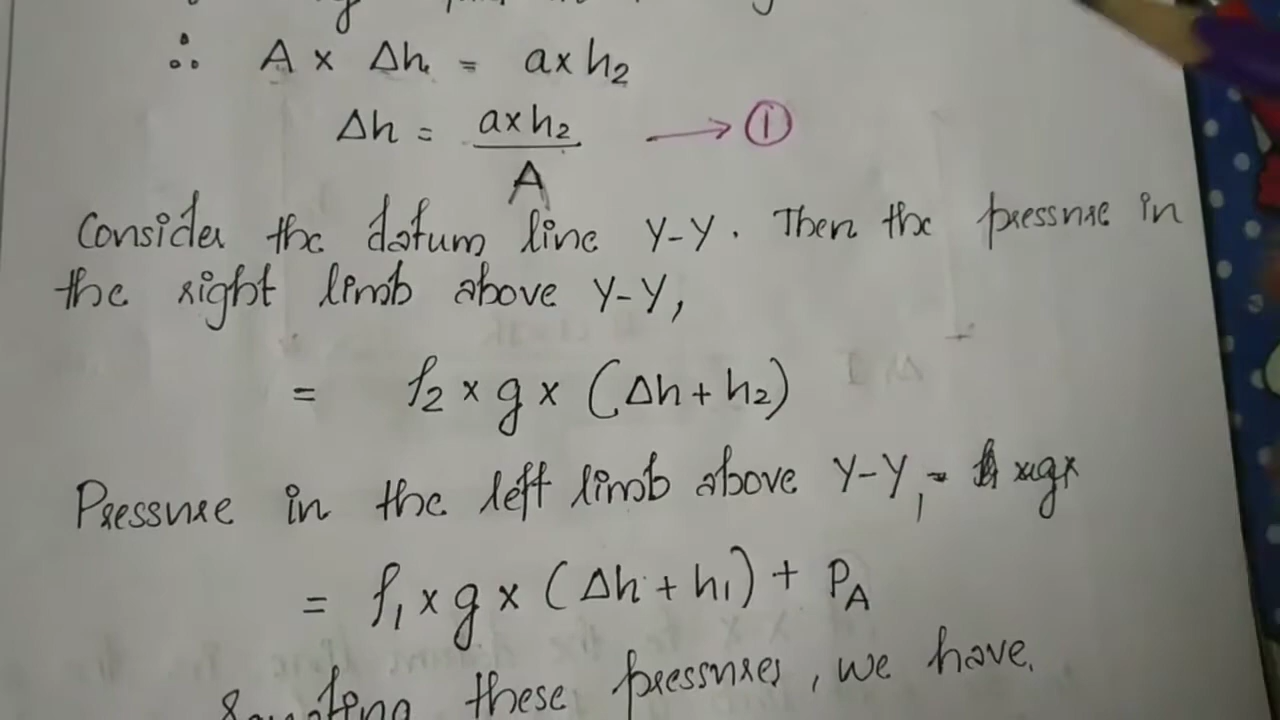 ∴ A × Δh = a×h₂
Δh = a×h₂ / A → ①
Consider the datum line Y-Y. Then the pressure in
the right limb above Y-Y,
= ρ₂ × g × (Δh + h₂)
Pressure in the left limb above Y-Y, = ×g×
= ρ₁ × g × (Δh + h₁) + P_A
these pressures, we have.